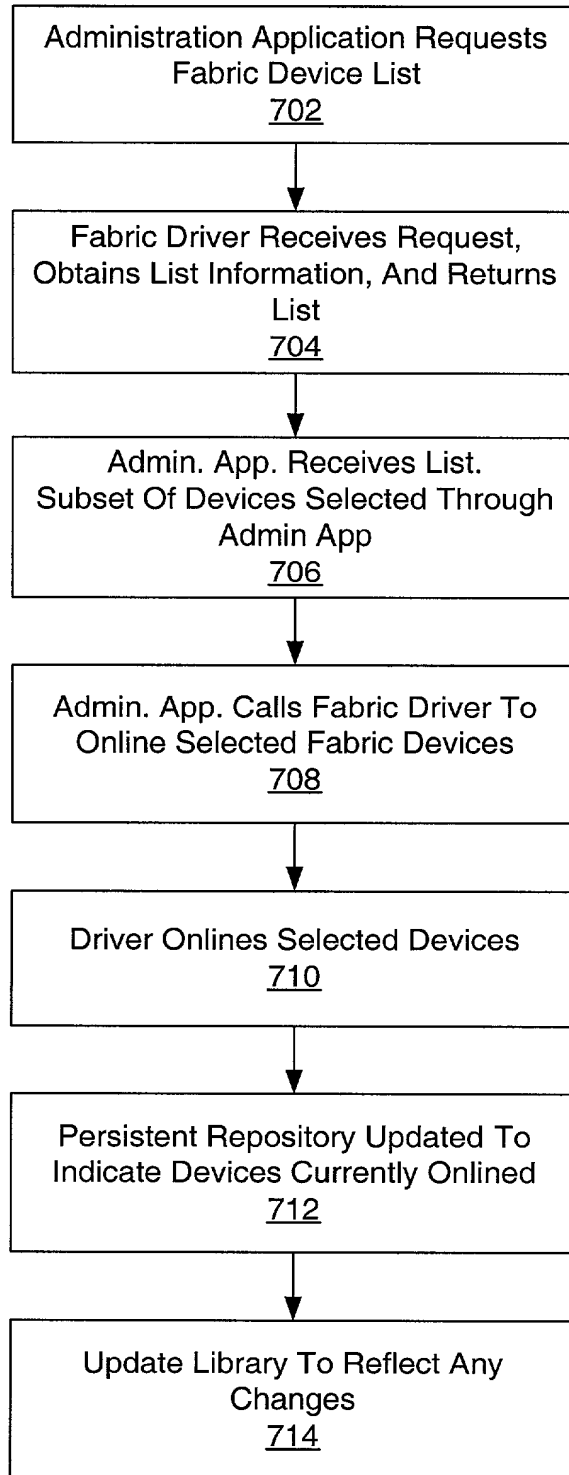 Administration Application Requests
Fabric Device List
702
Fabric Driver Receives Request,
Obtains List Information, And Returns
List
704
Admin. App. Receives List.
Subset Of Devices Selected Through
Admin App
706
Admin. App. Calls Fabric Driver To
Online Selected Fabric Devices
708
Driver Onlines Selected Devices
710
Persistent Repository Updated To
Indicate Devices Currently Onlined
712
Update Library To Reflect Any
Changes
714